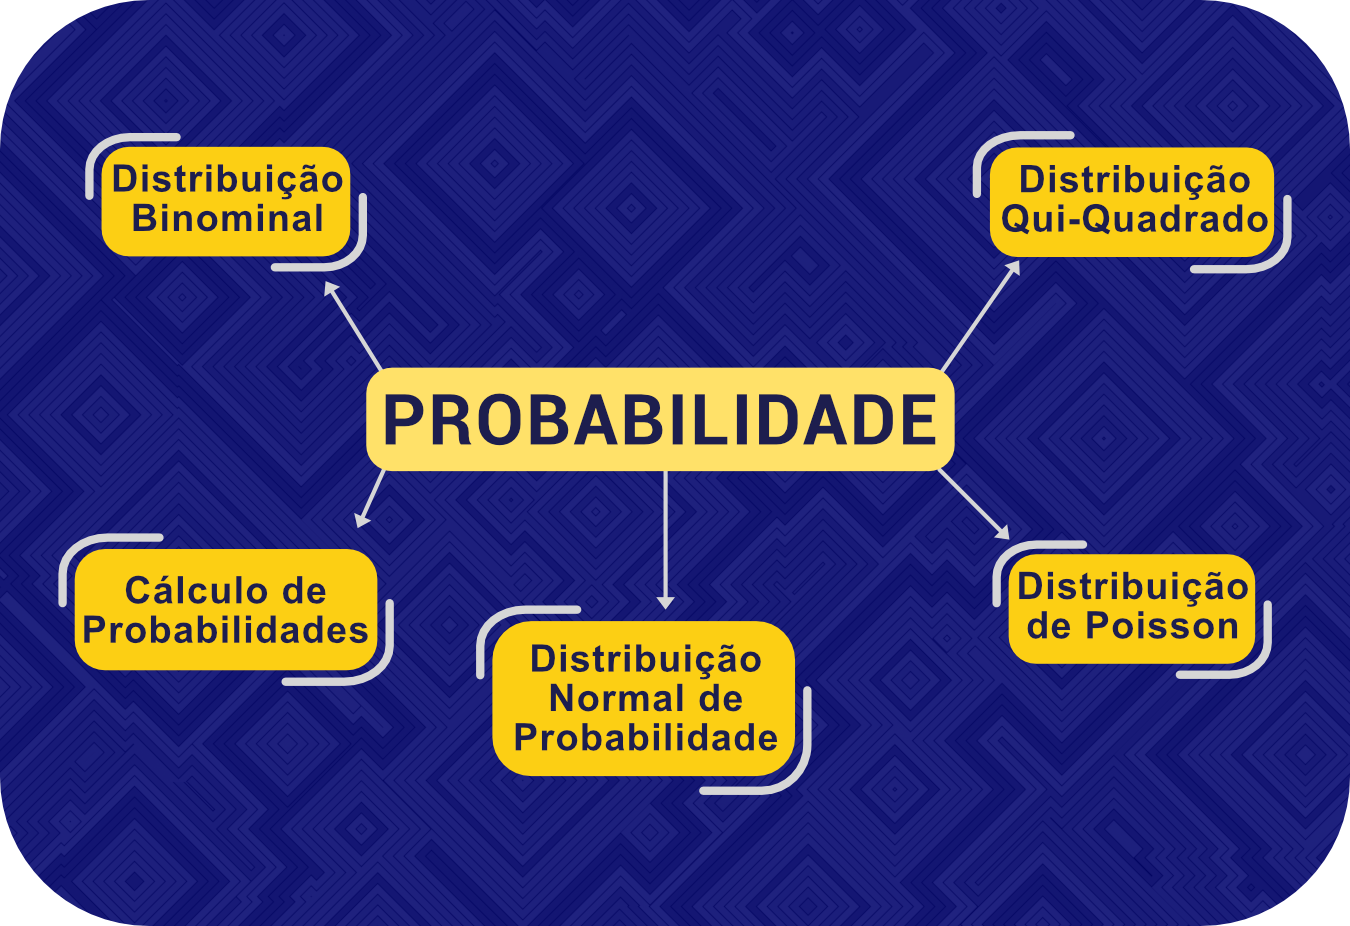 Distribuição
Binominal
Distribuição
Qui-Quadrado
PROBABILIDADE
Cálculo de
Probabilidades
Distribuição
Normal de
Probabilidade
Distribuição
de Poisson